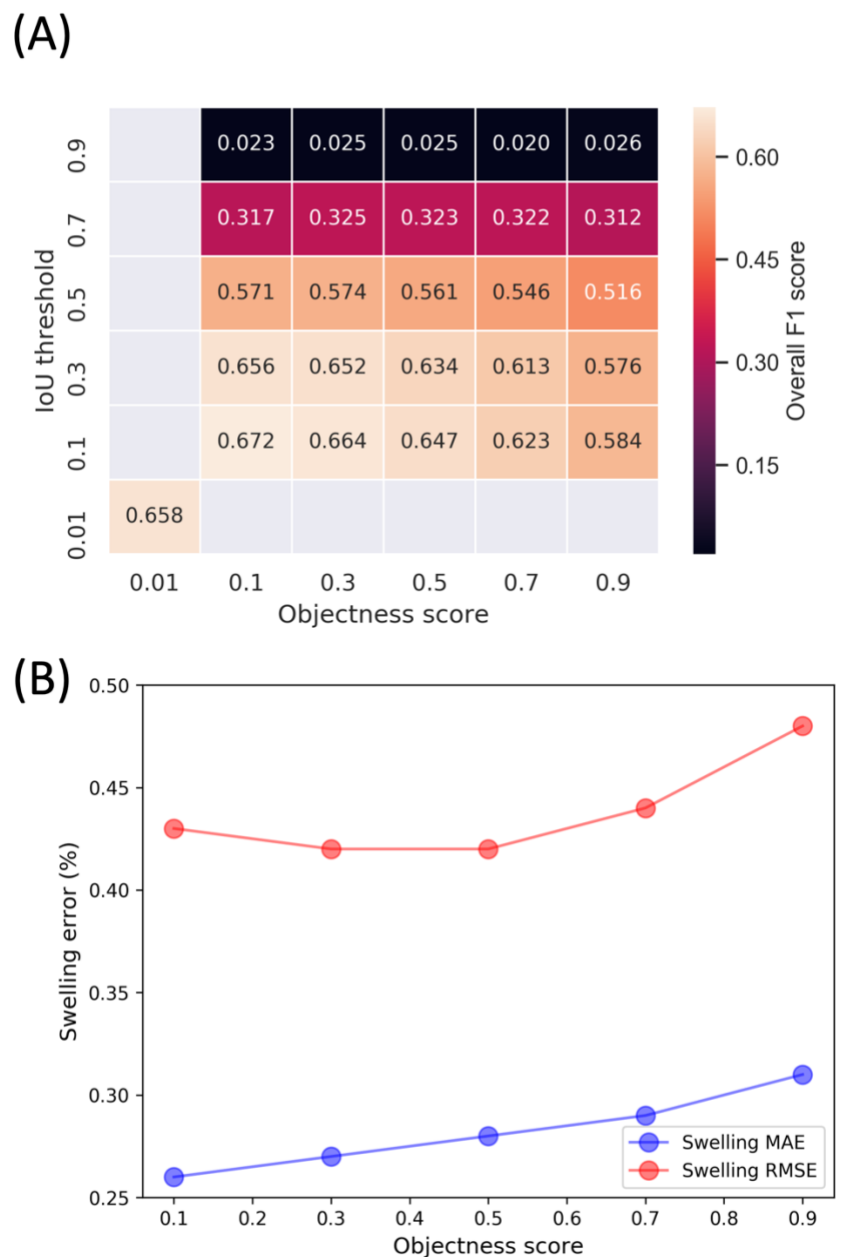 (A)
0.9 0.023 0.025 0.025 0.020 0.026
0.7 0.317 0.325 0.323 0.322 0.312
0.5 0.571 0.574 0.561 0.546 0.516
0.3 0.656 0.652 0.634 0.613 0.576
0.1 0.672 0.664 0.647 0.623 0.584
0.01 0.658
0.01 0.1 0.3 0.5 0.7 0.9
Objectness score
IoU threshold
0.60
0.45
0.30
0.15
Overall F1 score
(B)
0.50
0.45
0.40
0.35
0.30
0.25
Swelling error (%)
Swelling MAE
Swelling RMSE
0.1 0.2 0.3 0.4 0.5 0.6 0.7 0.8 0.9
Objectness score